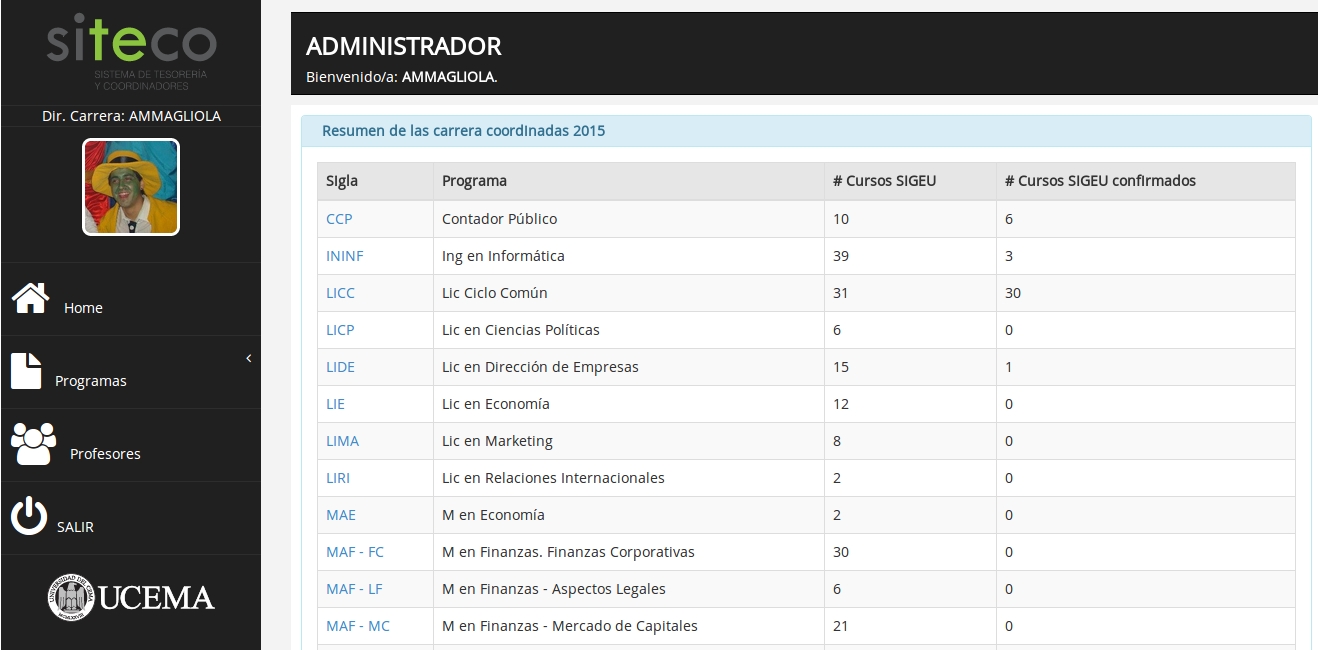 siteco
SISTEMA DE TESORERÍA
Y COORDINADORES
Dir. Carrera: AMMAGLIOLA
Home
Programas
Profesores
SALIR
UNIVERSIDAD DEL CEMA
MCMLXXVIII
UCEMA
ADMINISTRADOR
Bienvenido/a: AMMAGLIOLA.
Resumen de las carrera coordinadas 2015
Sigla Programa # Cursos SIGEU # Cursos SIGEU confirmados
CCP Contador Público 10 6
ININF Ing en Informática 39 3
LICC Lic Ciclo Común 31 30
LICP Lic en Ciencias Políticas 6 0
LIDE Lic en Dirección de Empresas 15 1
LIE Lic en Economía 12 0
LIMA Lic en Marketing 8 0
LIRI Lic en Relaciones Internacionales 2 0
MAE M en Economía 2 0
MAF - FC M en Finanzas. Finanzas Corporativas 30 0
MAF - LF M en Finanzas - Aspectos Legales 6 0
MAF - MC M en Finanzas - Mercado de Capitales 21 0